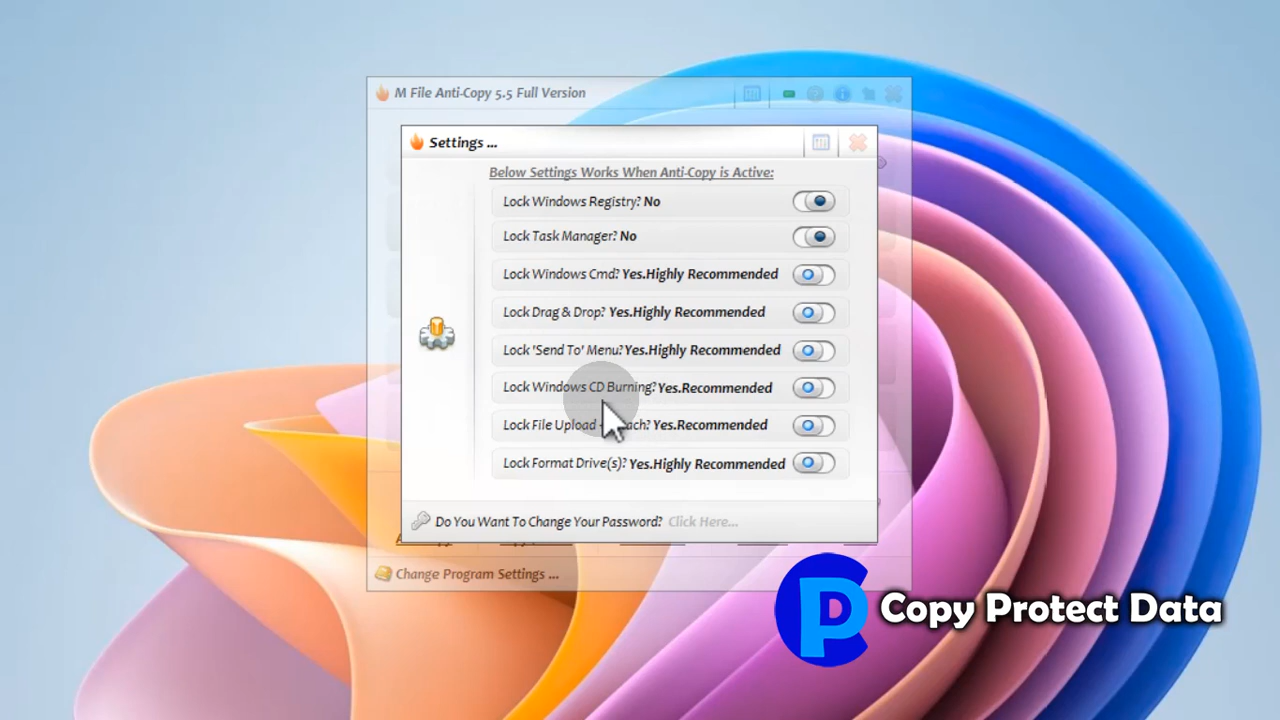 M File Anti-Copy 5.5 Full Version
Settings ...
Below Settings Works When Anti-Copy is Active:
Lock Windows Registry? No
Lock Task Manager? No
Lock Windows Cmd? Yes.Highly Recommended
Lock Drag & Drop? Yes.Highly Recommended
Lock 'Send To' Menu?Yes.Highly Recommended
Lock Windows CD Burning?Yes.Recommended
Lock File Upload Yes.Recommended
Lock Format Drive(s)? Yes.Highly Recommended
Do You Want To Change Your Password? Click Here...
Change Program Settings ...
Copy Protect Data